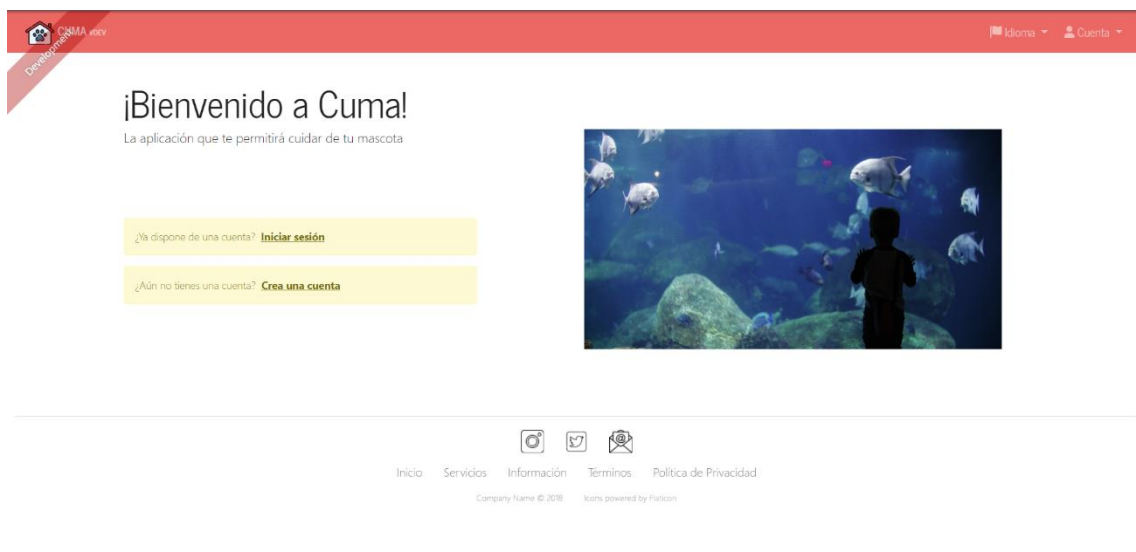 CUMA
Development
Idioma
Cuenta
¡Bienvenido a Cuma!
La aplicación que te permitirá cuidar de tu mascota
¿Ya dispone de una cuenta? Iniciar sesión
¿Aún no tienes una cuenta? Crea una cuenta
Inicio Servicios Información Términos Política de Privacidad
Company Name © 2018 Icons powered by Flaticon